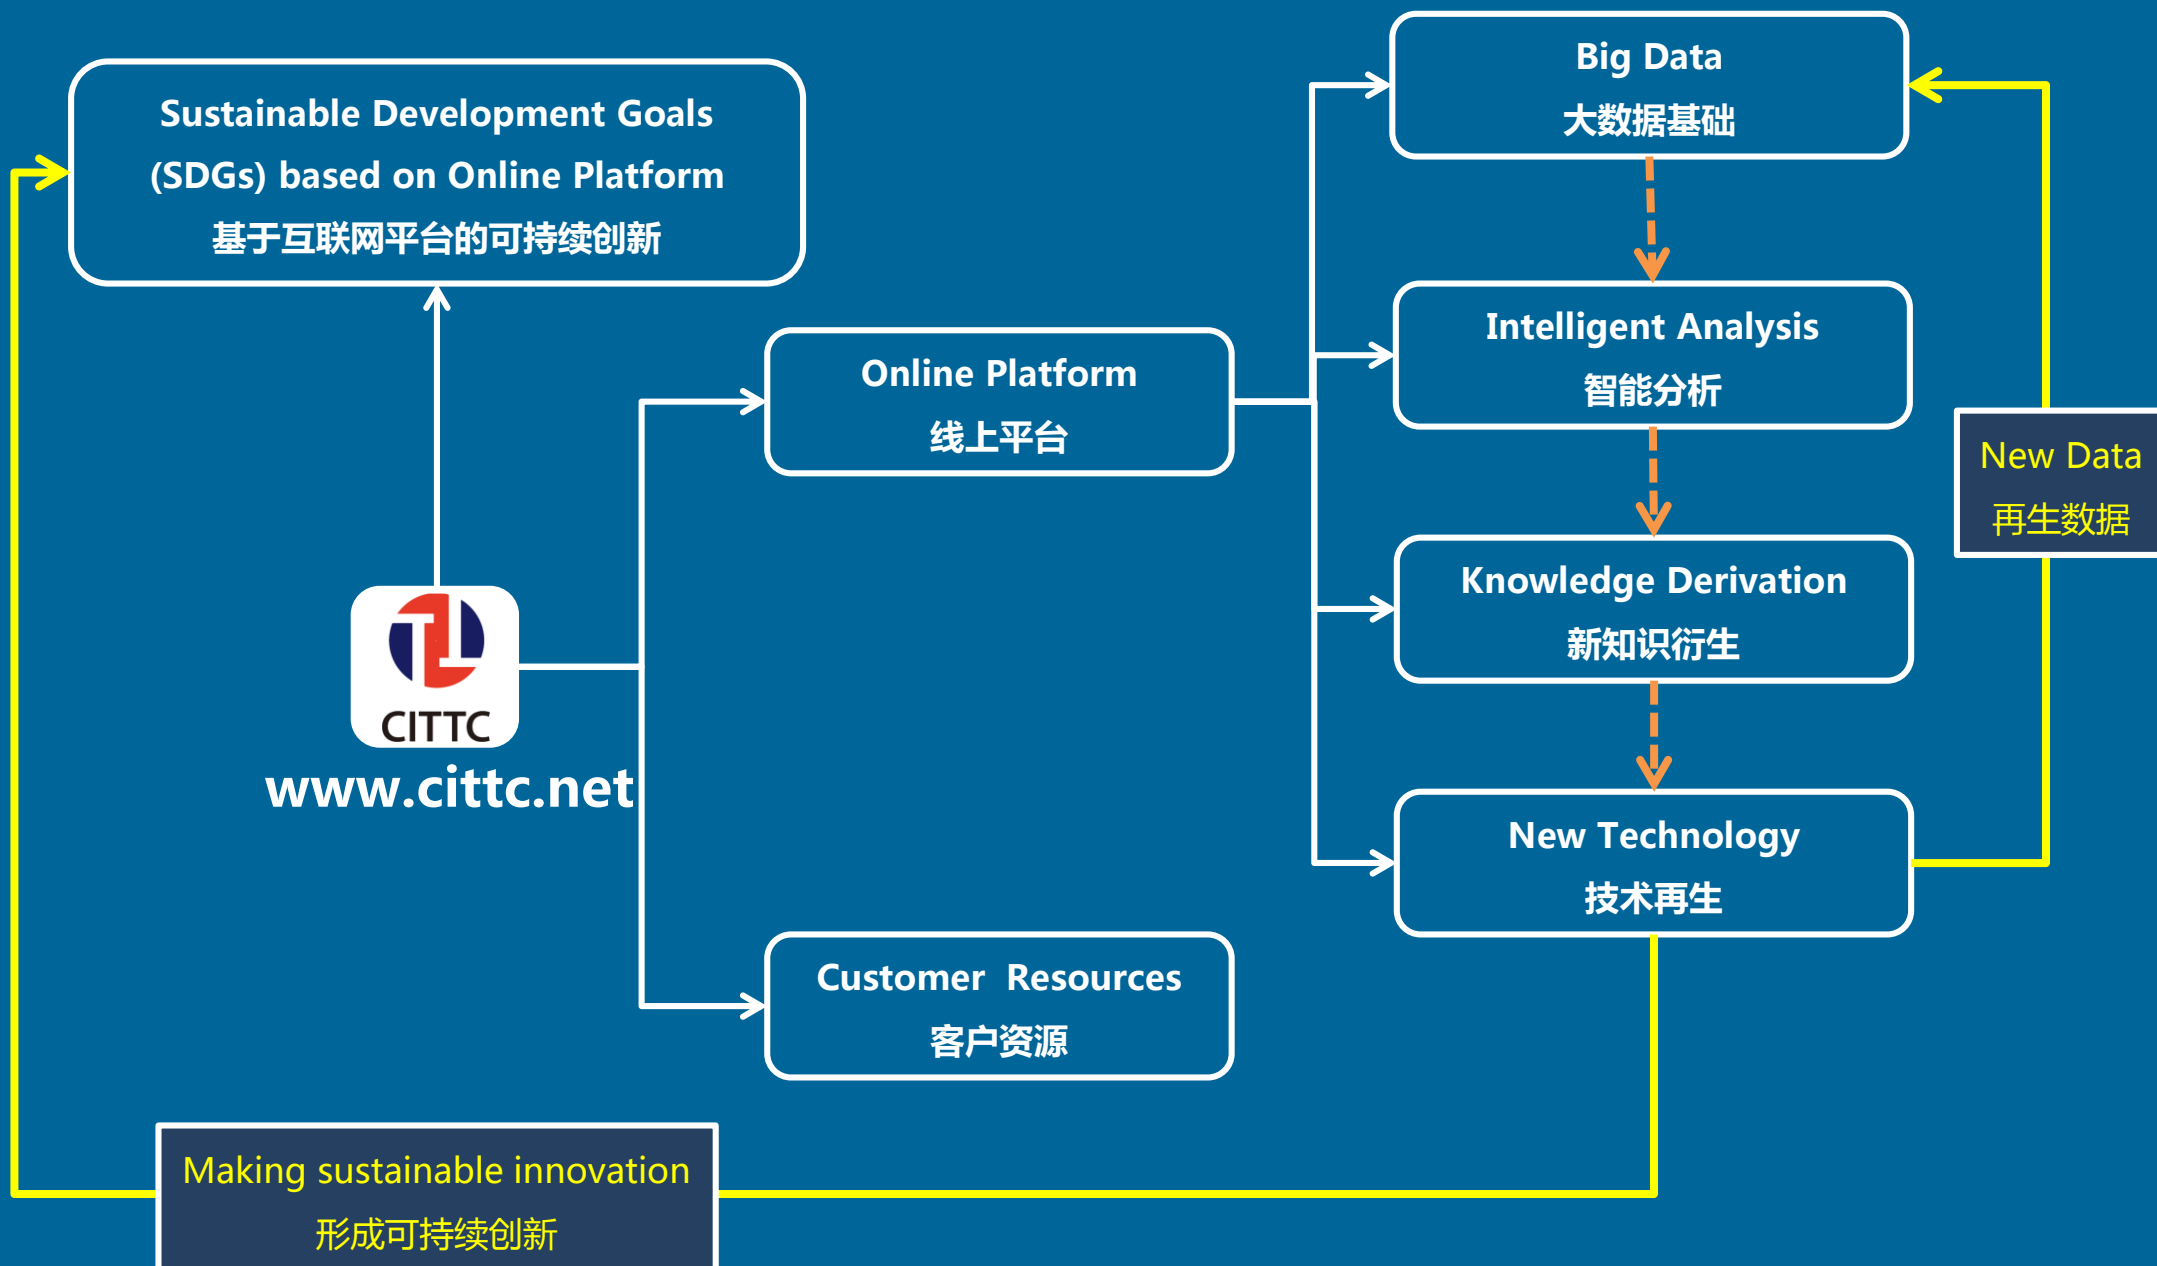 Sustainable Development Goals
(SDGs) based on Online Platform
基于互联网平台的可持续创新
CITTC
www.cittc.net
Online Platform
线上平台
Customer  Resources
客户资源
Big Data
大数据基础
Intelligent Analysis
智能分析
Knowledge Derivation
新知识衍生
New Technology
技术再生
New Data
再生数据
Making sustainable innovation
形成可持续创新